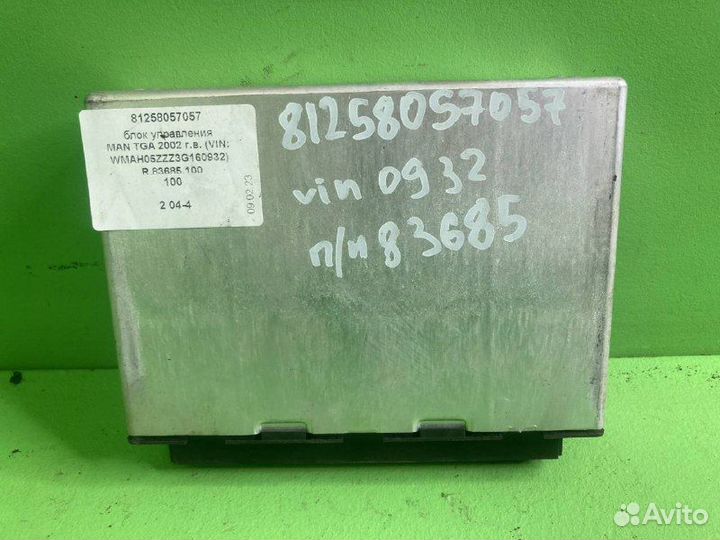 81258057057
блок управления
MAN TGA 2002 г.в. (VIN:
WMAH05ZZZ3G160932)
R 83685 100
100
2 04-4
09.02.23
81258057057
vin 0932
п/н 83685
Avito